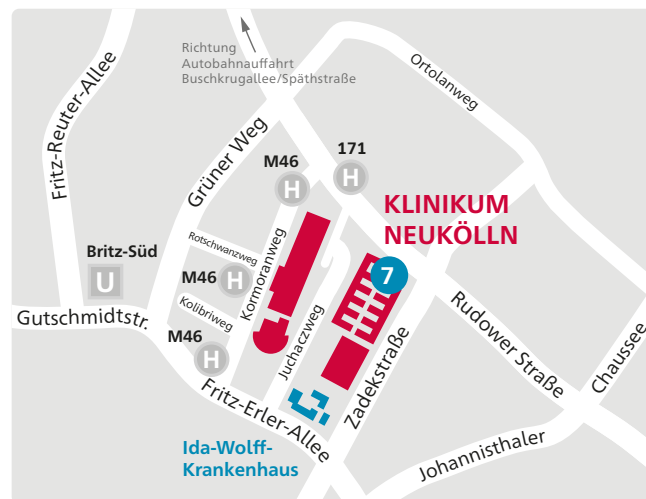 Richtung
Autobahnauffahrt
Buschkrugallee/Späthstraße
Ortolanweg
Fritz-Reuter-Allee
Grüner Weg
171
H
M46
H
KLINIKUM
NEUKÖLLN
Rotschwanzweg
Britz-Süd
U
M46
H
Kormoranweg
7
Kolibriweg
Gutschmidtstr.
M46
H
Juchaczweg
Rudower Straße
Zadekstraße
Chaussee
Fritz-Erler-Allee
Ida-Wolff-
Krankenhaus
Johannisthaler